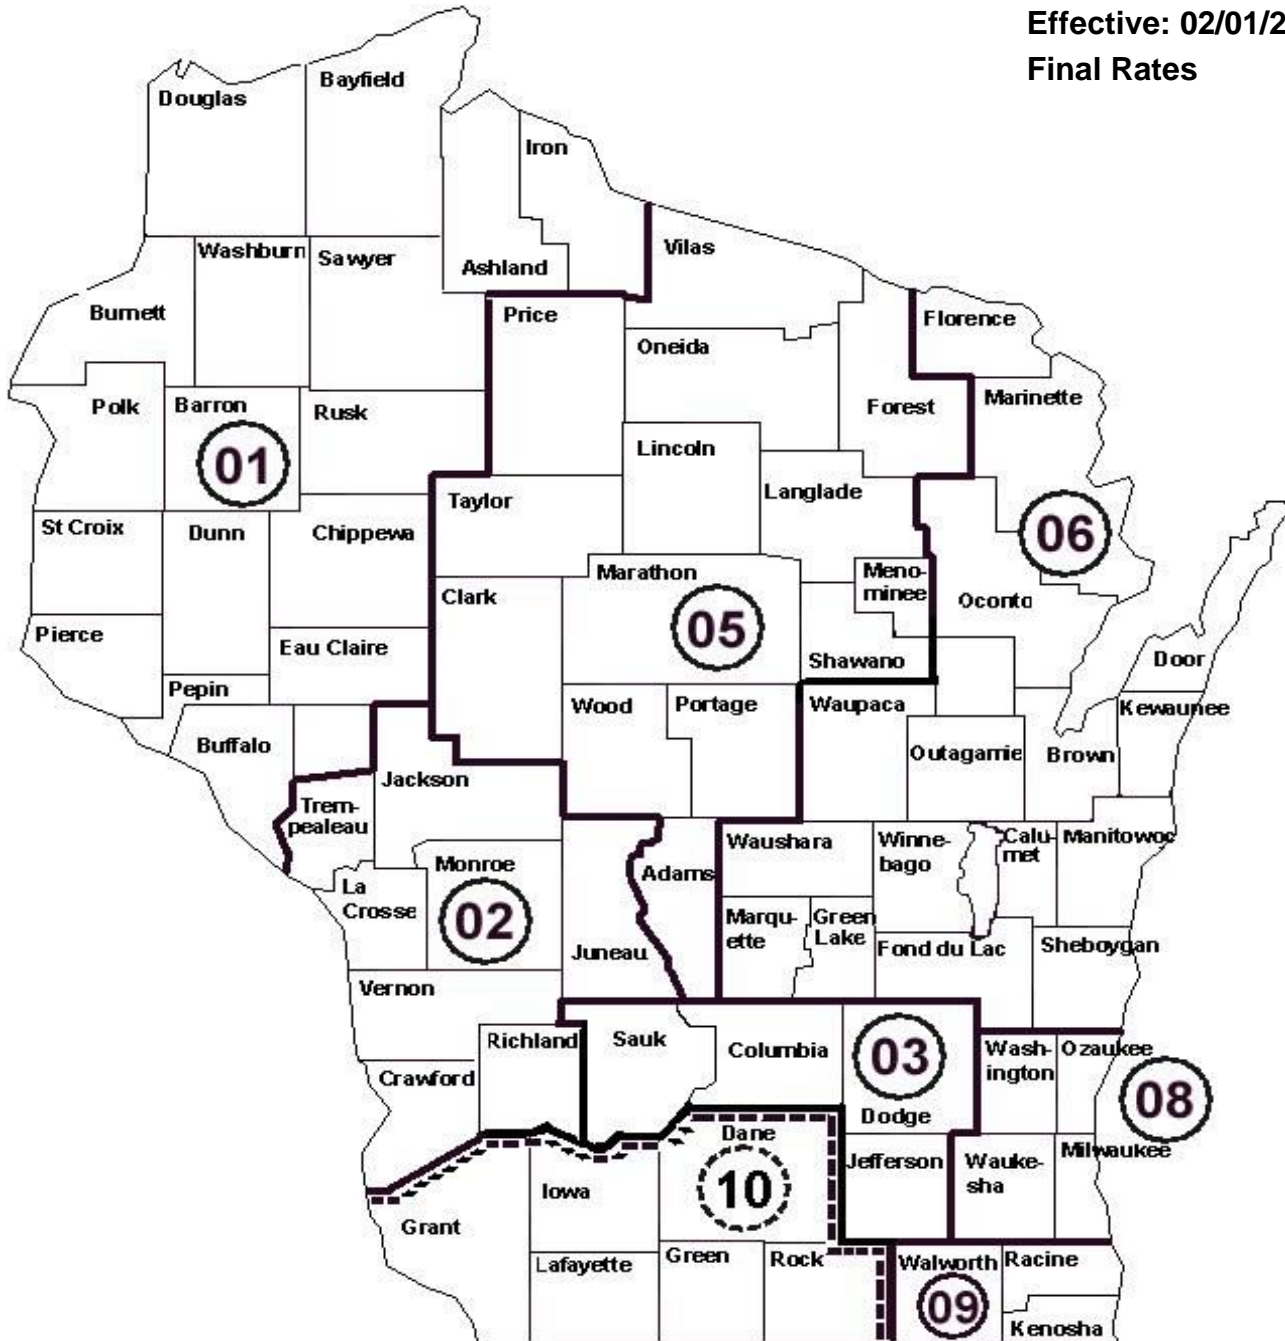 Effective: 02/01/2
Final Rates
Bayfield
Douglas
Iron
Washburn
Sawyer
Vilas
Ashland
Burnett
Price
Florence
Oneida
Polk
Barron
Rusk
Forest
Marinette
01
Lincoln
Langlade
Taylor
St Croix
Dunn
Chippewa
06
Marathon
Meno-
minee
Clark
Oconto
05
Pierce
Eau Claire
Shawano
Door
Pepin
Wood
Portage
Waupaca
Kewaunee
Buffalo
Outagamie
Brown
Jackson
Trem-
pealeau
Waushara
Winne-
bago
Calu-
met
Manitowoc
Monroe
Adams
La
Crosse
02
Marqu-
ette
Green
Lake
Juneau
Fond du Lac
Sheboygan
Vernon
Richland
Sauk
Columbia
03
Wash-
ington
Ozaukee
Crawford
08
Dodge
Dane
Jefferson
Milwaukee
Wauke-
sha
Iowa
10
Grant
Lafayette
Green
Rock
Walworth
Racine
09
Kenosha